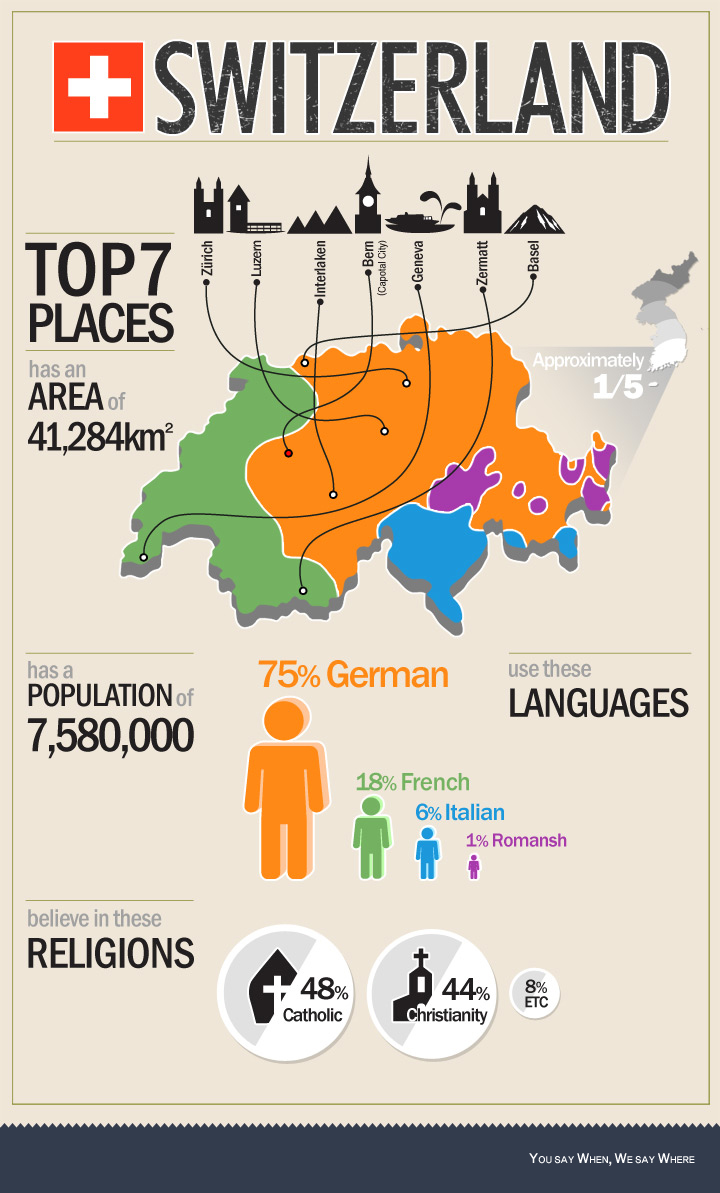 SWITZERLAND
TOP 7
PLACES
Zürich
Luzern
Interlaken
Bern
(Capotal City)
Geneva
Zermatt
Basel
has an
AREA of
41,284km²
Approximately
1/5
has a
POPULATION of
7,580,000
75% German
18% French
6% Italian
1% Romansh
use these
LANGUAGES
believe in these
RELIGIONS
48%
Catholic
44%
Christianity
8%
ETC
YOU SAY WHEN, WE SAY WHERE